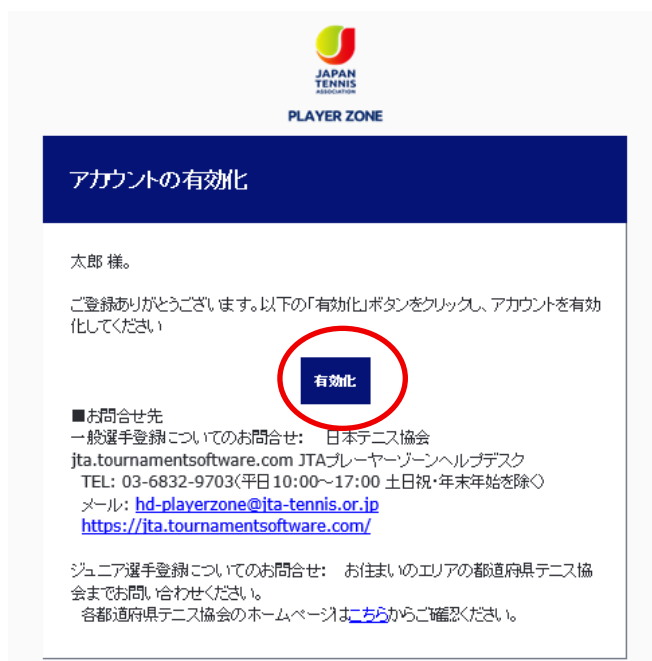 JAPAN
TENNIS
ASSOCIATION
PLAYER ZONE
アカウントの有効化
太郎 様。
ご登録ありがとうございます。以下の「有効化」ボタンをクリックし、アカウントを有効
化してください
有効化
■お問合せ先
一般選手登録についてのお問合せ: 日本テニス協会
jta.tournamentsoftware.com JTAプレーヤーゾーンヘルプデスク
TEL: 03-6832-9703(平日10:00~17:00 土日祝・年末年始を除く)
メール: hd-playerzone@jta-tennis.or.jp
https://jta.tournamentsoftware.com/
ジュニア選手登録についてのお問合せ: お住まいのエリアの都道府県テニス協
会までお問い合わせください。
各都道府県テニス協会のホームページはこちらからご確認ください。